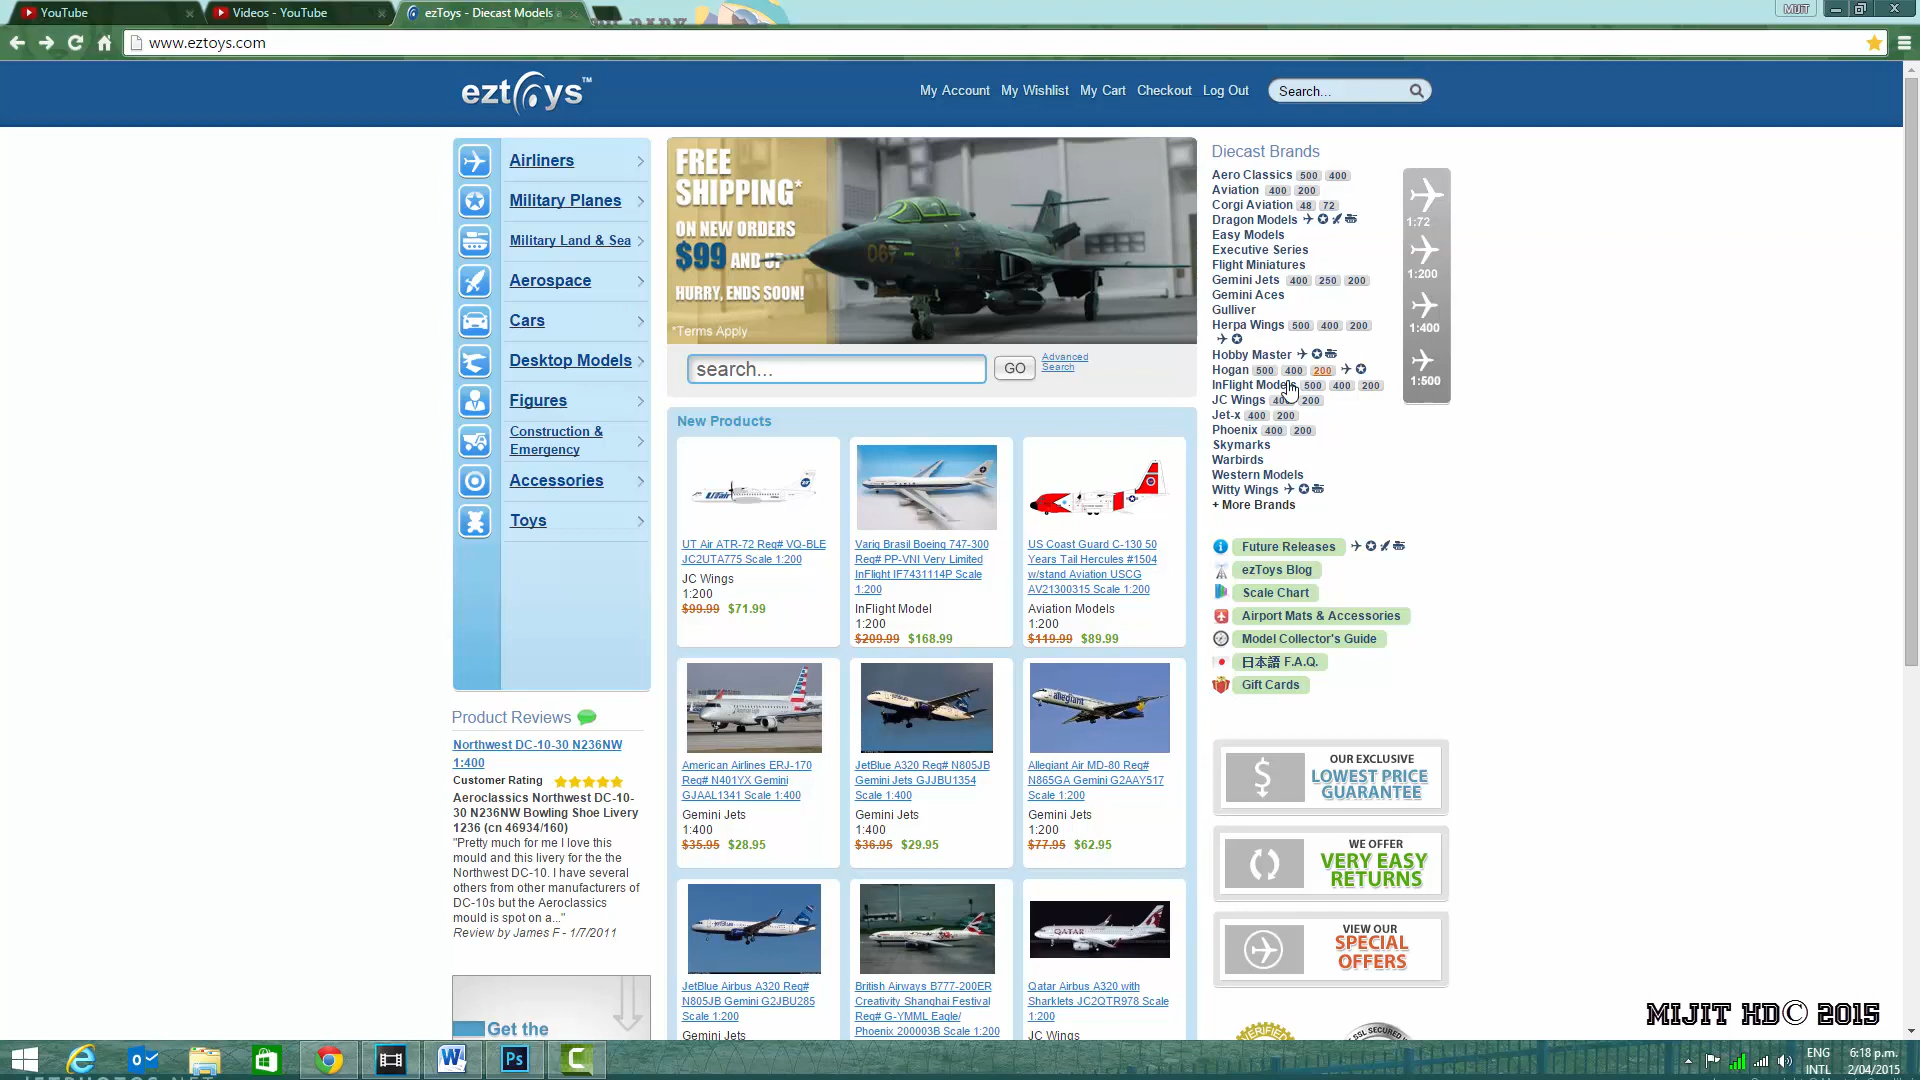 YouTube
Videos - YouTube
ezToys - Diecast Models
MIJIT
www.eztoys.com
eztoys™
My Account My Wishlist My Cart Checkout Log Out
Search...
Airliners
Military Planes
Military Land & Sea
Aerospace
Cars
Desktop Models
Figures
Construction &
Emergency
Accessories
Toys
Product Reviews
Northwest DC-10-30 N236NW
1:400
Customer Rating
Aeroclassics Northwest DC-10-
30 N236NW Bowling Shoe Livery
1236 (cn 46934/160)
"Pretty much for me I love this
mould and this livery for the the
Northwest DC-10. I have several
others from other manufacturers of
DC-10s but the Aeroclassics
mould is spot on a..."
Review by James F - 1/7/2011
Get the
FREE
SHIPPING*
ON NEW ORDERS
$99 AND UP
HURRY, ENDS SOON!
*Terms Apply
search...
GO
Advanced
Search
New Products
UT Air ATR-72 Reg# VQ-BLE
JC2UTA775 Scale 1:200
JC Wings
1:200
$99.99 $71.99
Varig Brasil Boeing 747-300
Reg# PP-VNI Very Limited
InFlight IF7431114P Scale
1:200
InFlight Model
1:200
$209.99 $168.99
US Coast Guard C-130 50
Years Tail Hercules #1504
w/stand Aviation USCG
AV21300315 Scale 1:200
Aviation Models
1:200
$119.99 $89.99
American Airlines ERJ-170
Reg# N401YX Gemini
GJAAL1341 Scale 1:400
Gemini Jets
1:400
$35.95 $28.95
JetBlue A320 Reg# N805JB
Gemini Jets GJJBU1354
Scale 1:400
Gemini Jets
1:400
$36.95 $29.95
allegiant
Allegiant Air MD-80 Reg#
N865GA Gemini G2AAY517
Scale 1:200
Gemini Jets
1:200
$77.95 $62.95
JetBlue Airbus A320 Reg#
N805JB Gemini G2JBU285
Scale 1:200
Gemini Jets
British Airways B777-200ER
Creativity Shanghai Festival
Reg# G-YMML Eagle/
Phoenix 200003B Scale 1:200
QATAR
Qatar Airbus A320 with
Sharklets JC2QTR978 Scale
1:200
JC Wings
Diecast Brands
Aero Classics 500 400
Aviation 400 200
Corgi Aviation 48 72
Dragon Models
Easy Models
Executive Series
Flight Miniatures
Gemini Jets 400 250 200
Gemini Aces
Gulliver
Herpa Wings 500 400 200
Hobby Master
Hogan 500 400 200
InFlight Models 500 400 200
JC Wings 400 200
Jet-x 400 200
Phoenix 400 200
Skymarks
Warbirds
Western Models
Witty Wings
+ More Brands
1:72
1:200
1:400
1:500
Future Releases
ezToys Blog
Scale Chart
Airport Mats & Accessories
Model Collector's Guide
日本語 F.A.Q.
Gift Cards
OUR EXCLUSIVE
LOWEST PRICE
GUARANTEE
WE OFFER
VERY EASY
RETURNS
VIEW OUR
SPECIAL
OFFERS
MIJIT HD© 2015
ENG
INTL
6:18 p.m.
2/04/2015